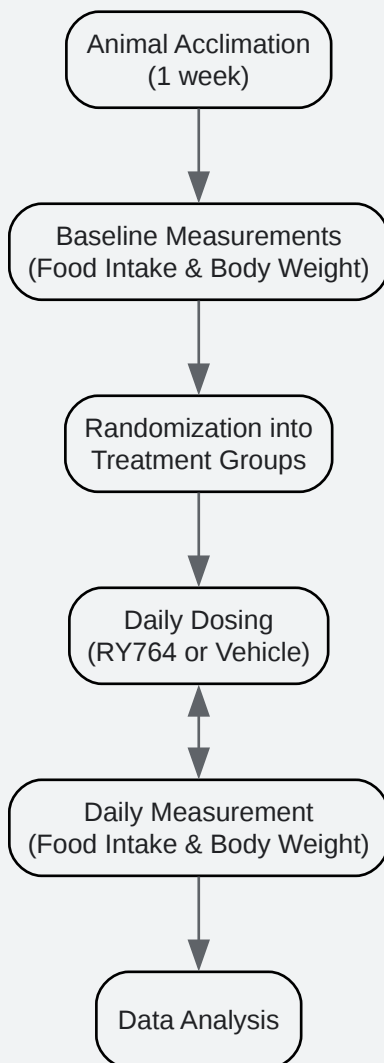 Animal Acclimation
(1 week)
Baseline Measurements
(Food Intake & Body Weight)
Randomization into
Treatment Groups
Daily Dosing
(RY764 or Vehicle)
Daily Measurement
(Food Intake & Body Weight)
Data Analysis